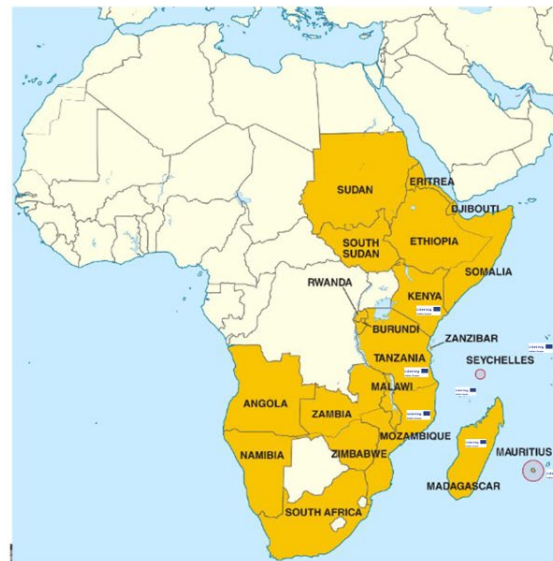 SUDAN
ERITREA
DJIBOUTI
SOUTH
SUDAN
ETHIOPIA
SOMALIA
RWANDA
KENYA
BURUNDI
ZANZIBAR
TANZANIA
SEYCHELLES
MALAWI
ANGOLA
ZAMBIA
MOZAMBIQUE
ZIMBABWE
NAMIBIA
MAURITIUS
MADAGASCAR
SOUTH AFRICA